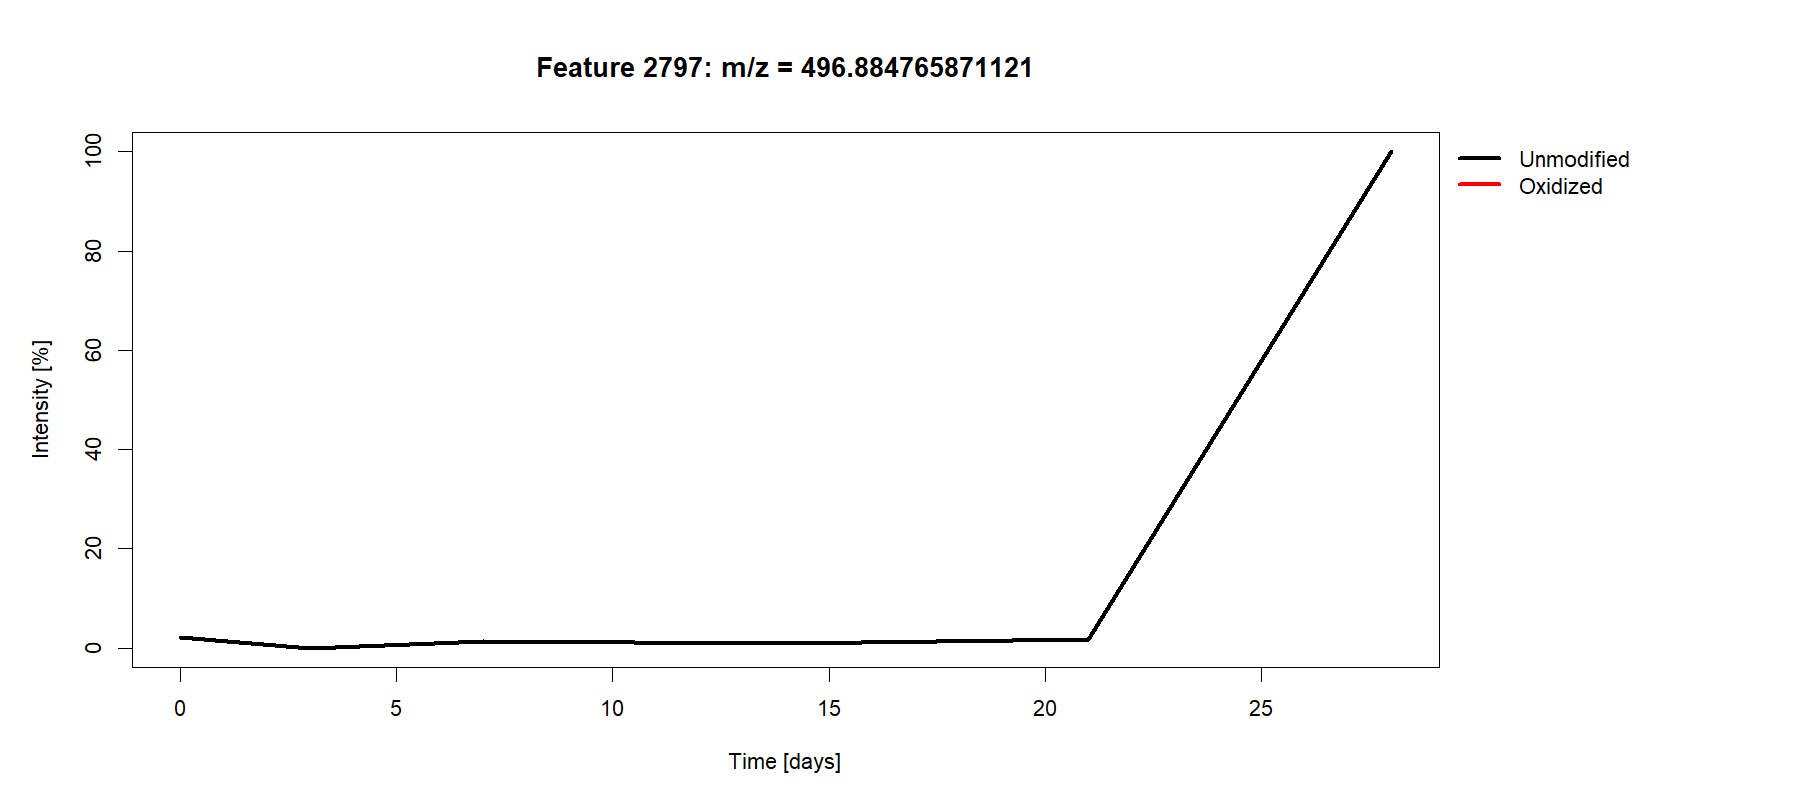 Feature 2797: m/z = 496.884765871121
Unmodified
Oxidized
Intensity [%]
100
80
60
40
20
0
0 5 10 15 20 25
Time [days]